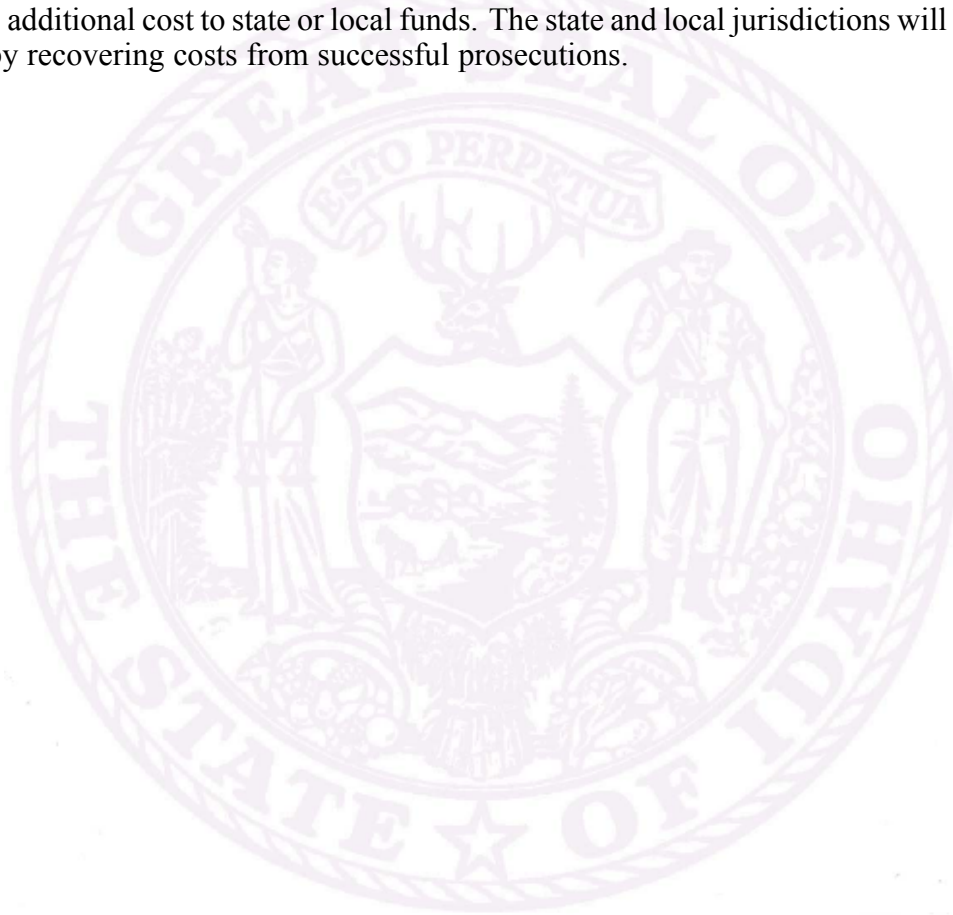 additional cost to state or local funds. The state and local jurisdictions will
by recovering costs from successful prosecutions.
GREAT SEAL OF
ESTO PERPETUA
THE STATE OF IDAHO